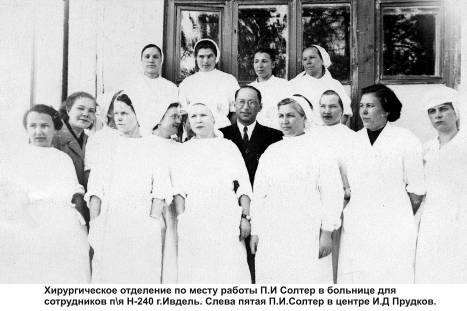 Хирургическое отделение по месту работы П.И Солтер в больнице для
сотрудников п\я Н-240 г.Ивдель. Слева пятая П.И.Солтер в центре И.Д Прудков.